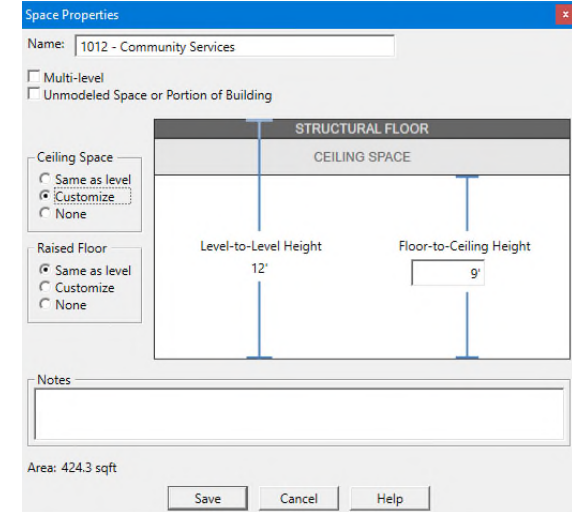 Space Properties
x
Name: 1012 - Community Services
Multi-level
Unmodeled Space or Portion of Building
STRUCTURAL FLOOR
CEILING SPACE
Ceiling Space
Same as level
Customize
None
Raised Floor
Same as level
Customize
None
Level-to-Level Height
12'
Floor-to-Ceiling Height
9'
Notes
Area: 424.3 sqft
Save Cancel Help